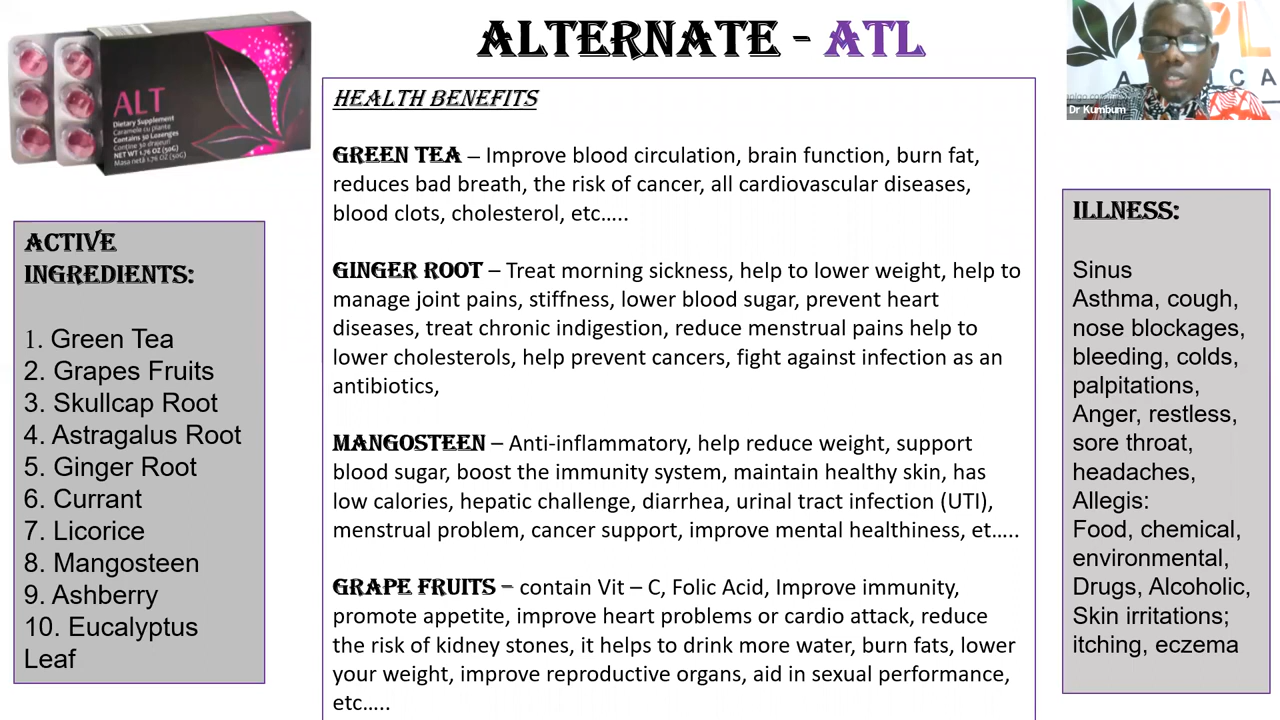 ALTERNATE - ATL
ALT
Dietary Supplement
Caramele cu plante
Contains 30 Lozenges
Contine 30 drajeuri
NET WT 1.76 OZ (50G)
Masa netă 1.76 OZ (50G)
ACTIVE
INGREDIENTS:
1. Green Tea
2. Grapes Fruits
3. Skullcap Root
4. Astragalus Root
5. Ginger Root
6. Currant
7. Licorice
8. Mangosteen
9. Ashberry
10. Eucalyptus
Leaf
HEALTH BENEFITS
GREEN TEA – Improve blood circulation, brain function, burn fat,
reduces bad breath, the risk of cancer, all cardiovascular diseases,
blood clots, cholesterol, etc.....
GINGER ROOT – Treat morning sickness, help to lower weight, help to
manage joint pains, stiffness, lower blood sugar, prevent heart
diseases, treat chronic indigestion, reduce menstrual pains help to
lower cholesterols, help prevent cancers, fight against infection as an
antibiotics,
MANGOSTEEN – Anti-inflammatory, help reduce weight, support
blood sugar, boost the immunity system, maintain healthy skin, has
low calories, hepatic challenge, diarrhea, urinal tract infection (UTI),
menstrual problem, cancer support, improve mental healthiness, et.....
GRAPE FRUITS – contain Vit – C, Folic Acid, Improve immunity,
promote appetite, improve heart problems or cardio attack, reduce
the risk of kidney stones, it helps to drink more water, burn fats, lower
your weight, improve reproductive organs, aid in sexual performance,
etc.....
PL
A ICA
Dr Kumbum
ILLNESS:
Sinus
Asthma, cough,
nose blockages,
bleeding, colds,
palpitations,
Anger, restless,
sore throat,
headaches,
Allegis:
Food, chemical,
environmental,
Drugs, Alcoholic,
Skin irritations;
itching, eczema